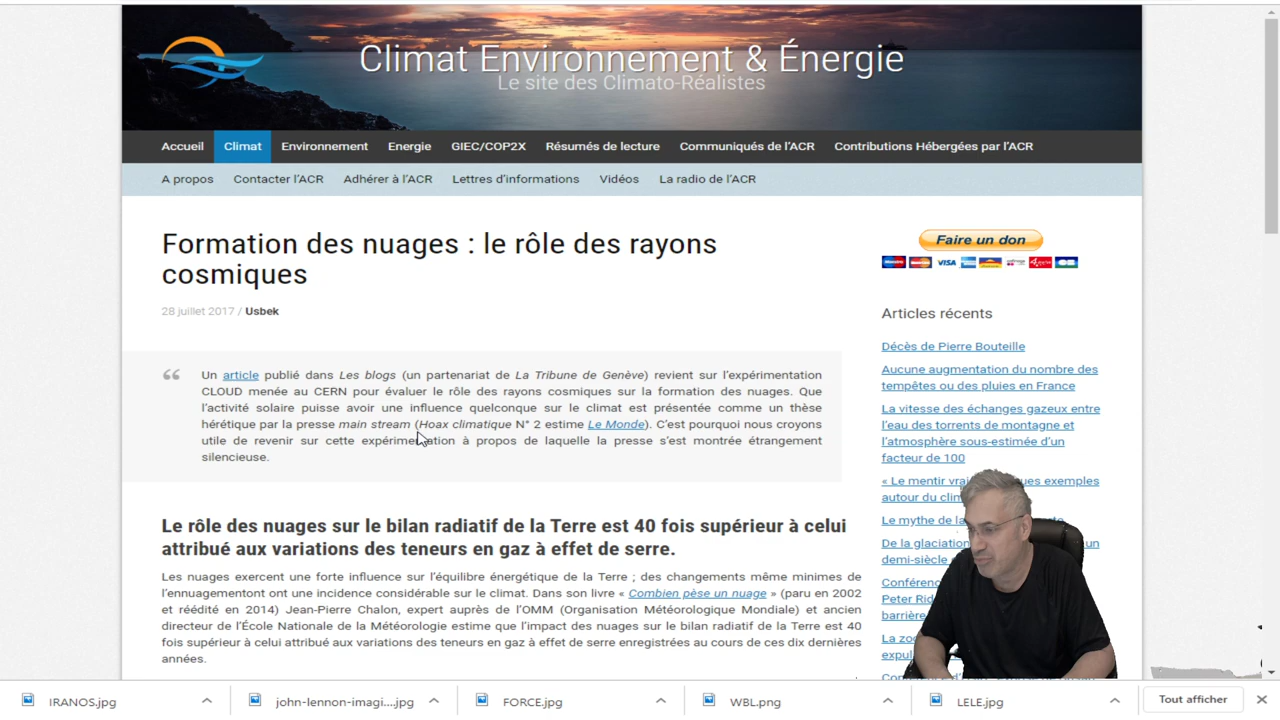 Climat Environnement & Énergie
Le site des Climato-Réalistes
Accueil Climat Environnement Energie GIEC/COP2X Résumés de lecture Communiqués de l'ACR Contributions Hébergées par l'ACR
A propos Contacter l'ACR Adhérer à l'ACR Lettres d'informations Vidéos La radio de l'ACR
Formation des nuages : le rôle des rayons
cosmiques
28 juillet 2017 / Usbek
Un article publié dans Les blogs (un partenariat de La Tribune de Genève) revient sur l'expérimentation
CLOUD menée au CERN pour évaluer le rôle des rayons cosmiques sur la formation des nuages. Que
l'activité solaire puisse avoir une influence quelconque sur le climat est présentée comme un thèse
hérétique par la presse main stream (Hoax climatique N° 2 estime Le Monde). C'est pourquoi nous croyons
utile de revenir sur cette expérimentation à propos de laquelle la presse s'est montrée étrangement
silencieuse.
Le rôle des nuages sur le bilan radiatif de la Terre est 40 fois supérieur à celui
attribué aux variations des teneurs en gaz à effet de serre.
Les nuages exercent une forte influence sur l'équilibre énergétique de la Terre ; des changements même minimes de
l'ennuagementont ont une incidence considérable sur le climat. Dans son livre « Combien pèse un nuage » (paru en 2002
et réédité en 2014) Jean-Pierre Chalon, expert auprès de l'OMM (Organisation Météorologique Mondiale) et ancien
directeur de l'École Nationale de la Météorologie estime que l'impact des nuages sur le bilan radiatif de la Terre est 40
fois supérieur à celui attribué aux variations des teneurs en gaz à effet de serre enregistrées au cours de ces dix dernières
années.
Faire un don
VISA
Articles récents
Décès de Pierre Bouteille
Aucune augmentation du nombre des
tempêtes ou des pluies en France
La vitesse des échanges gazeux entre
l'eau des torrents de montagne et
l'atmosphère sous-estimée d'un
facteur de 100
« Le mentir vrai ques exemples
autour du clim
Le mythe de la
De la glaciation un
demi-siècle
Conférenc
Peter Rid
barrière
La zo
expul
IRANOS.jpg john-lennon-imagi....jpg FORCE.jpg WBL.png LELE.jpg Tout afficher